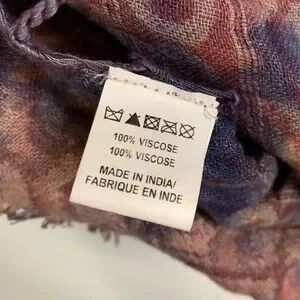 100% VISCOSE
100% VISCOSE
MADE IN INDIA/
FABRIQUE EN INDE